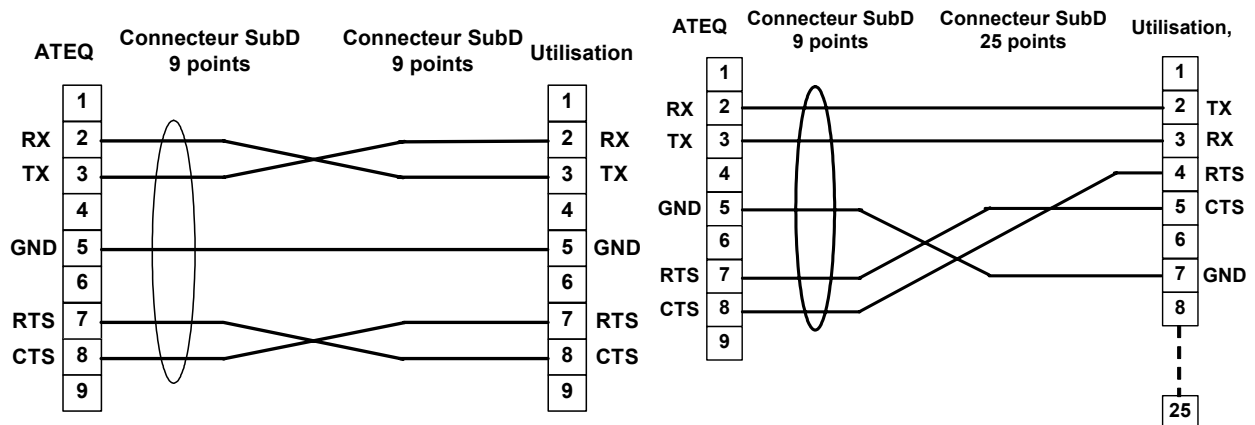 ATEQ
Connecteur SubD
9 points
Connecteur SubD
9 points
Utilisation
1 1
RX 2 2 RX
TX 3 3 TX
4 4
GND 5 5 GND
6 6
RTS 7 7 RTS
CTS 8 8 CTS
9 9
ATEQ
Connecteur SubD
9 points
Connecteur SubD
25 points
Utilisation,
1 1
RX 2 2 TX
TX 3 3 RX
4 4 RTS
GND 5 5 CTS
6 6
RTS 7 7 GND
CTS 8 8
9
25